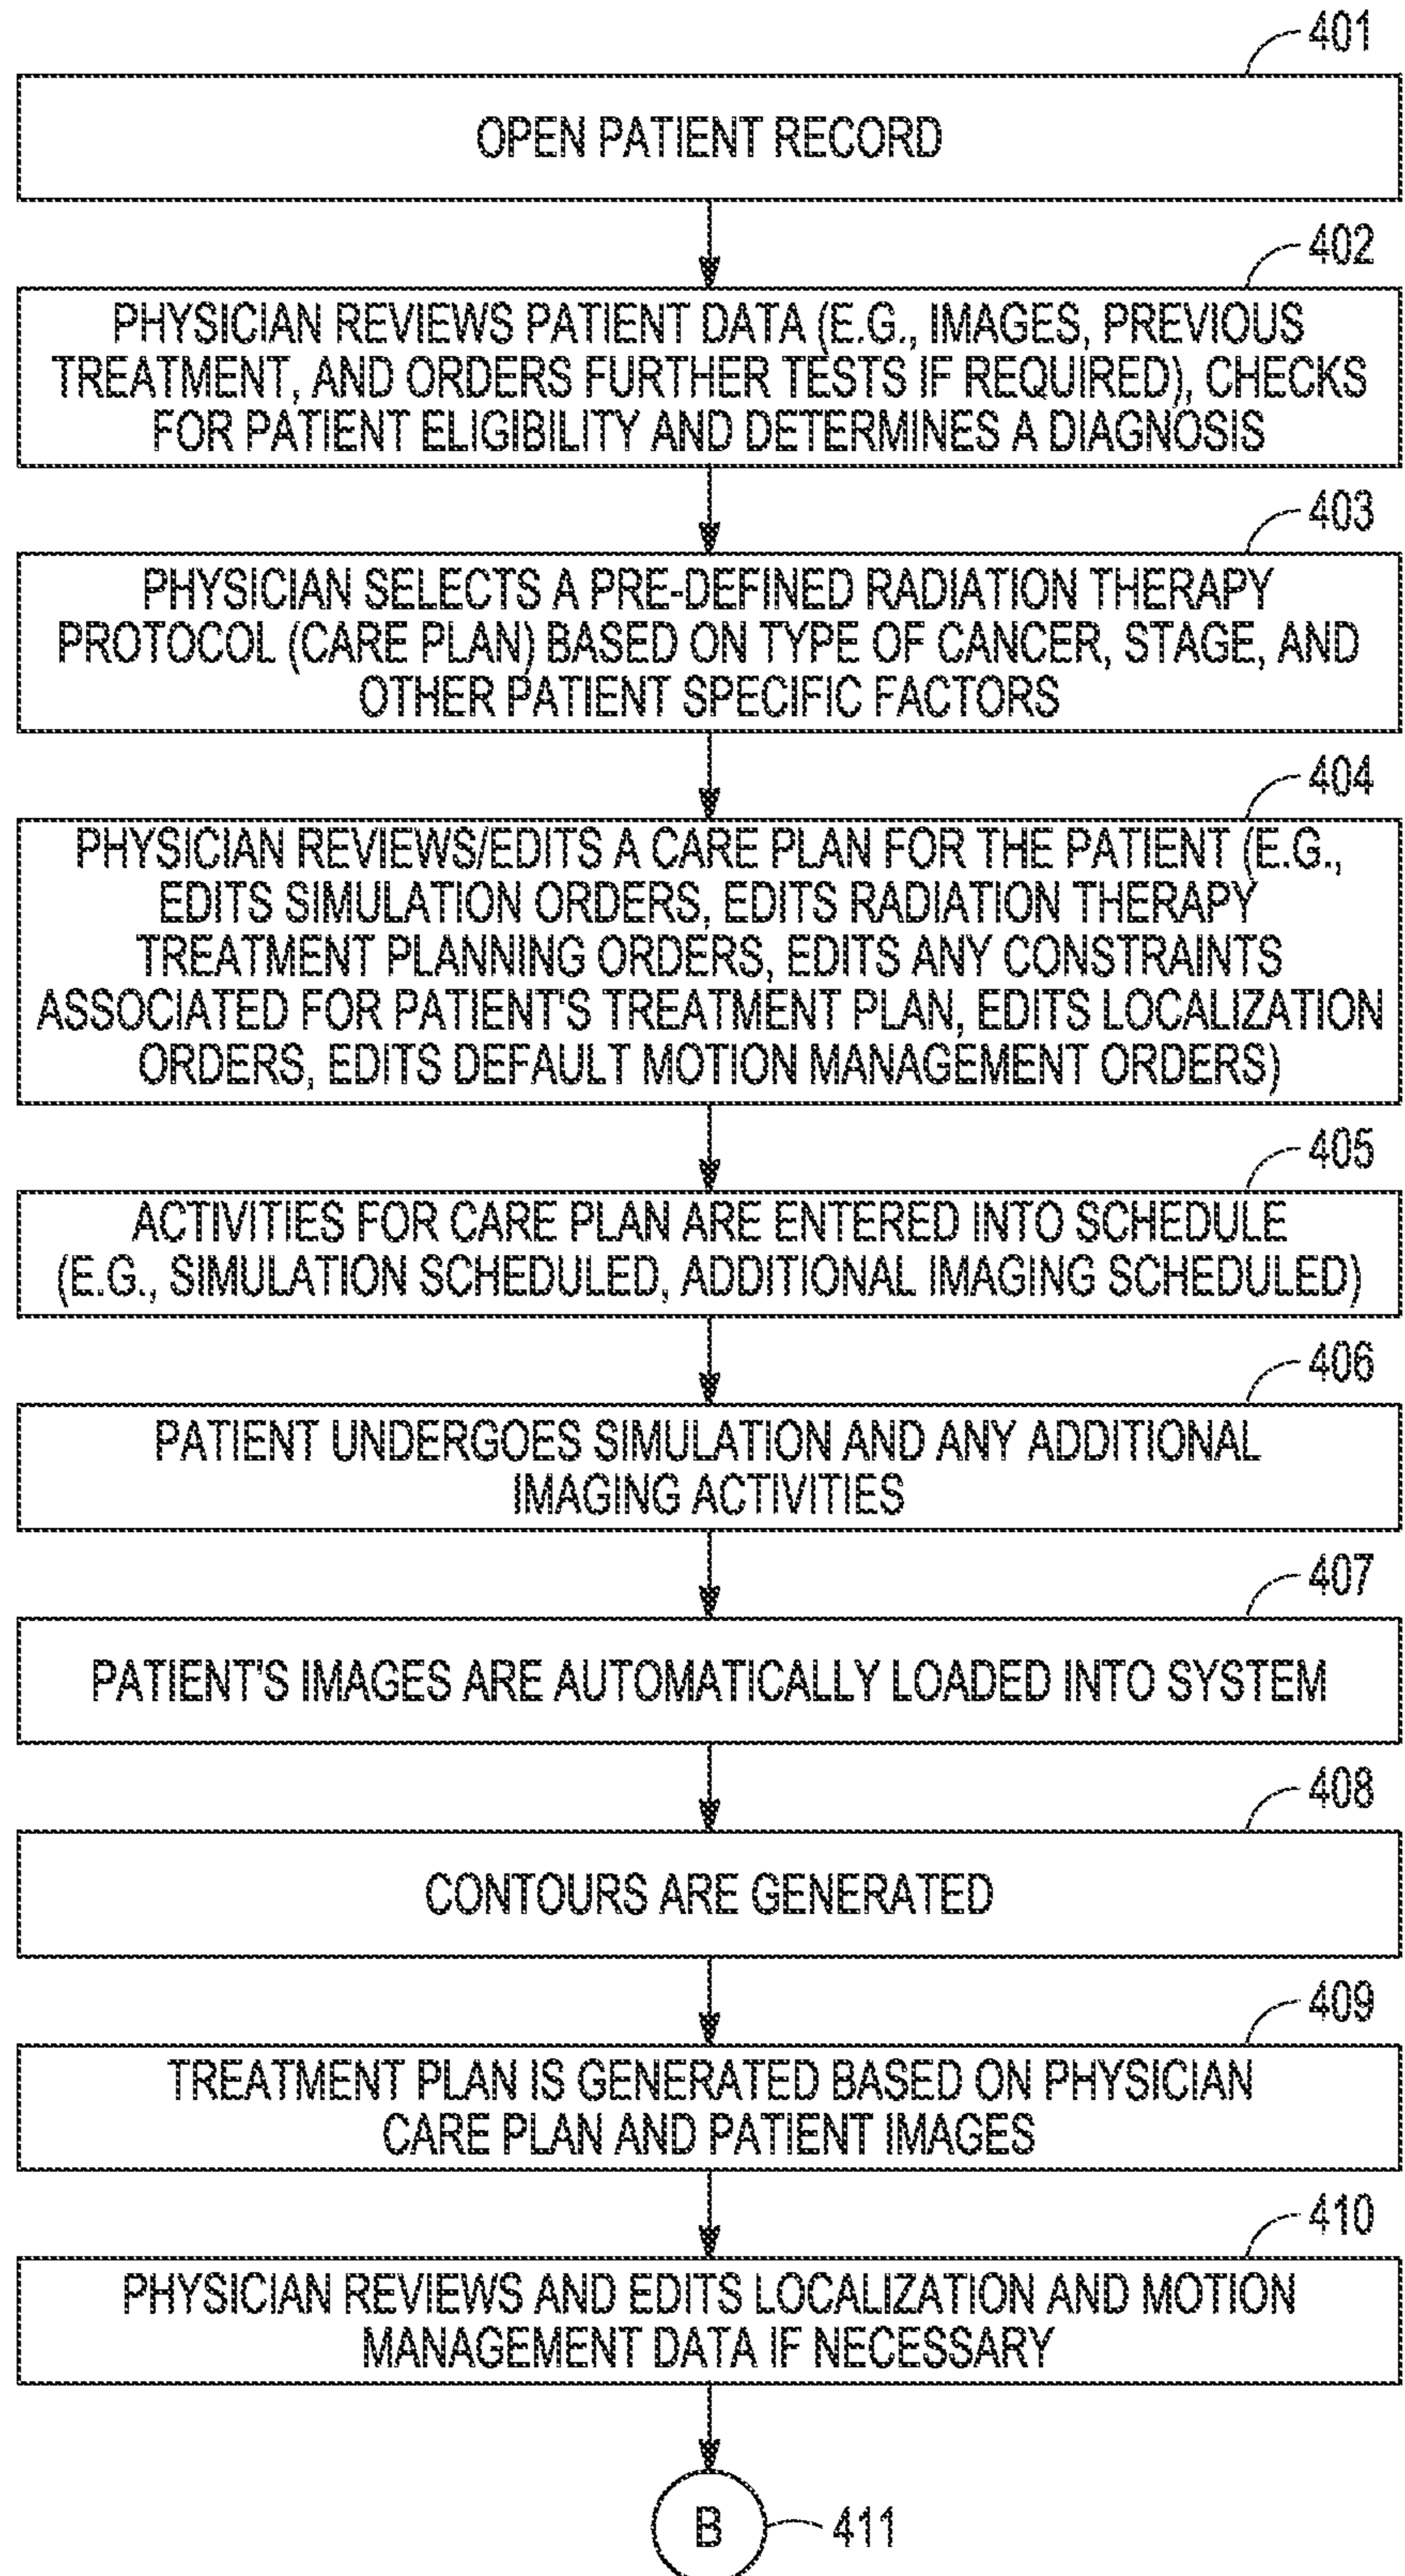 401
OPEN PATIENT RECORD
402
PHYSICIAN REVIEWS PATIENT DATA (E.G., IMAGES, PREVIOUS
TREATMENT, AND ORDERS FURTHER TESTS IF REQUIRED), CHECKS
FOR PATIENT ELIGIBILITY AND DETERMINES A DIAGNOSIS
403
PHYSICIAN SELECTS A PRE-DEFINED RADIATION THERAPY
PROTOCOL (CARE PLAN) BASED ON TYPE OF CANCER, STAGE, AND
OTHER PATIENT SPECIFIC FACTORS
404
PHYSICIAN REVIEWS/EDITS A CARE PLAN FOR THE PATIENT (E.G.,
EDITS SIMULATION ORDERS, EDITS RADIATION THERAPY
TREATMENT PLANNING ORDERS, EDITS ANY CONSTRAINTS
ASSOCIATED FOR PATIENT'S TREATMENT PLAN, EDITS LOCALIZATION
ORDERS, EDITS DEFAULT MOTION MANAGEMENT ORDERS)
405
ACTIVITIES FOR CARE PLAN ARE ENTERED INTO SCHEDULE
(E.G., SIMULATION SCHEDULED, ADDITIONAL IMAGING SCHEDULED)
406
PATIENT UNDERGOES SIMULATION AND ANY ADDITIONAL
IMAGING ACTIVITIES
407
PATIENT'S IMAGES ARE AUTOMATICALLY LOADED INTO SYSTEM
408
CONTOURS ARE GENERATED
409
TREATMENT PLAN IS GENERATED BASED ON PHYSICIAN
CARE PLAN AND PATIENT IMAGES
410
PHYSICIAN REVIEWS AND EDITS LOCALIZATION AND MOTION
MANAGEMENT DATA IF NECESSARY
B 411